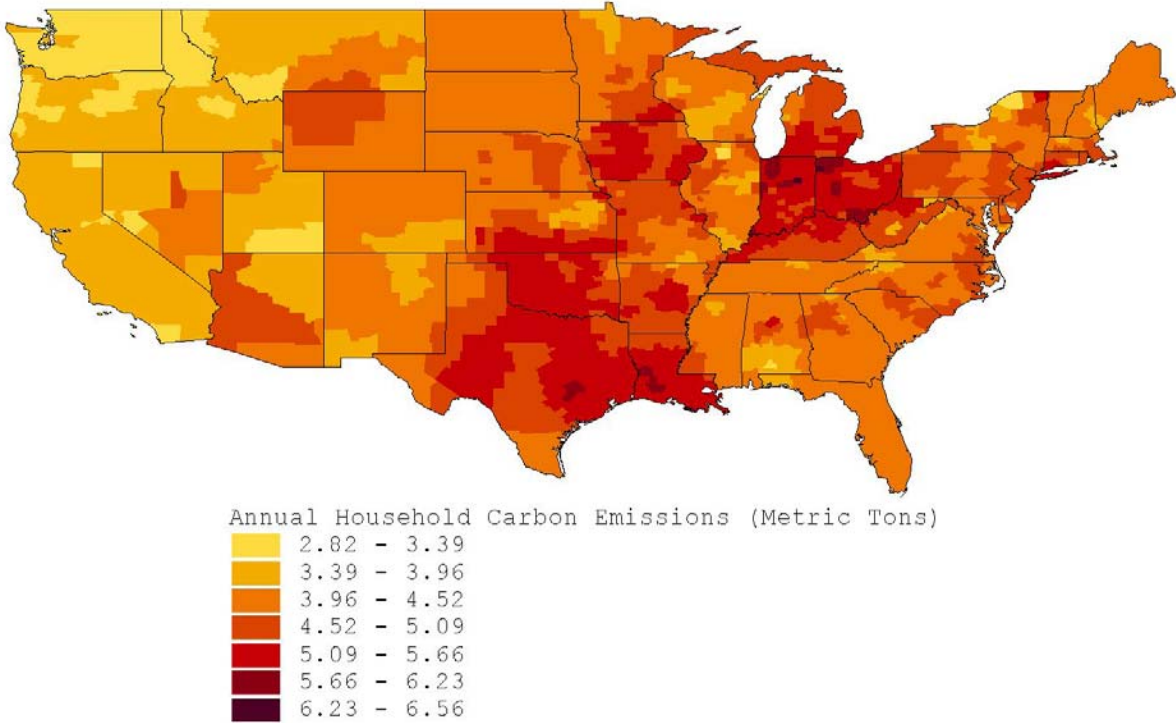 Annual Household Carbon Emissions (Metric Tons)
2.82 - 3.39
3.39 - 3.96
3.96 - 4.52
4.52 - 5.09
5.09 - 5.66
5.66 - 6.23
6.23 - 6.56